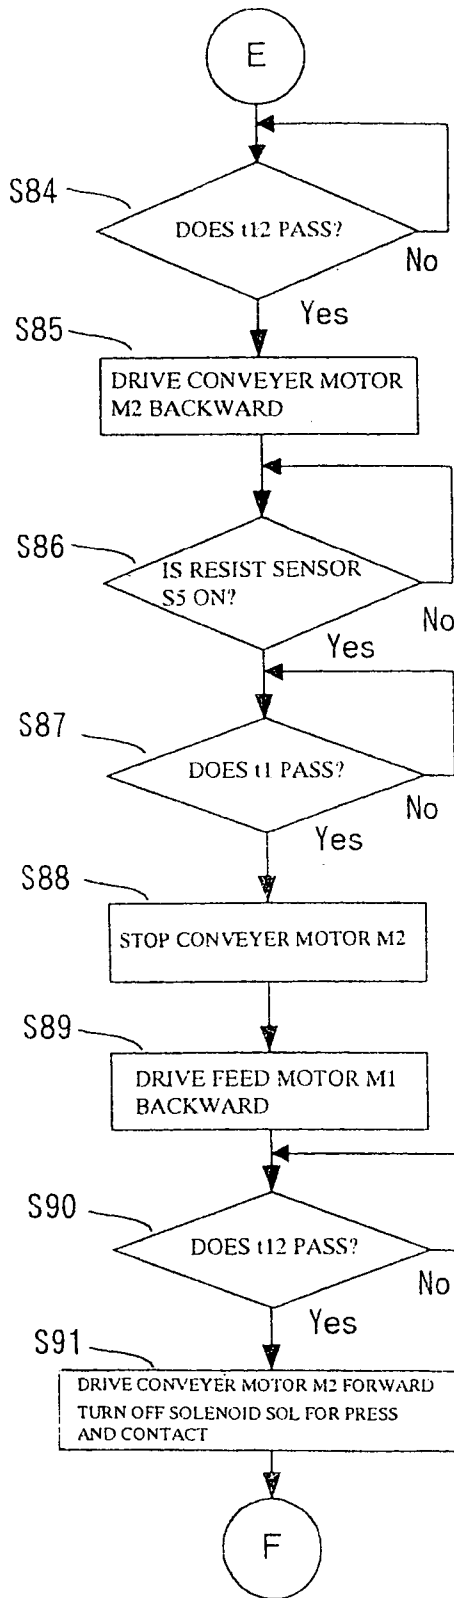 E
S84
DOES t12 PASS?
No
Yes
S85
DRIVE CONVEYER MOTOR
M2 BACKWARD
S86
IS RESIST SENSOR
S5 ON?
No
Yes
S87
DOES t1 PASS?
No
Yes
S88
STOP CONVEYER MOTOR M2
S89
DRIVE FEED MOTOR M1
BACKWARD
S90
DOES t12 PASS?
No
Yes
S91
DRIVE CONVEYER MOTOR M2 FORWARD
TURN OFF SOLENOID SOL FOR PRESS
AND CONTACT
F